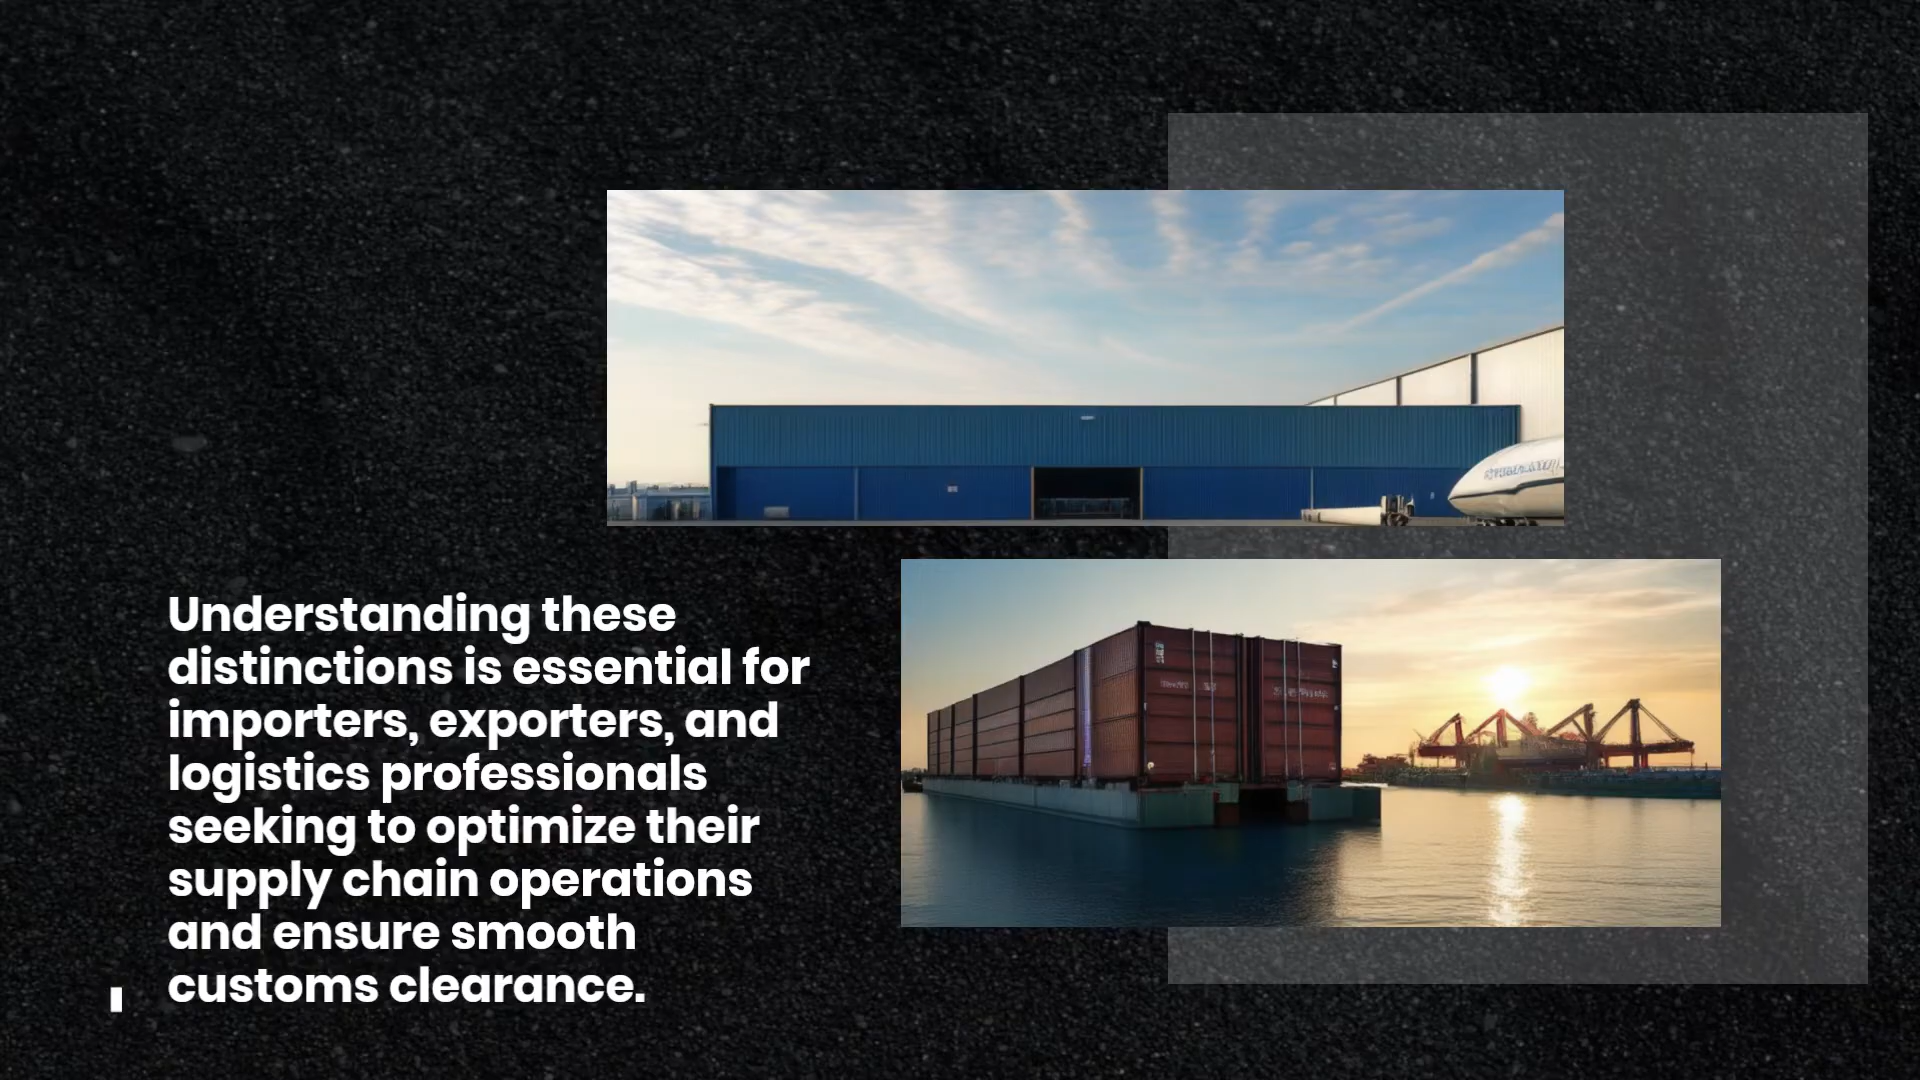 Understanding these
distinctions is essential for
importers, exporters, and
logistics professionals
seeking to optimize their
supply chain operations
and ensure smooth
customs clearance.